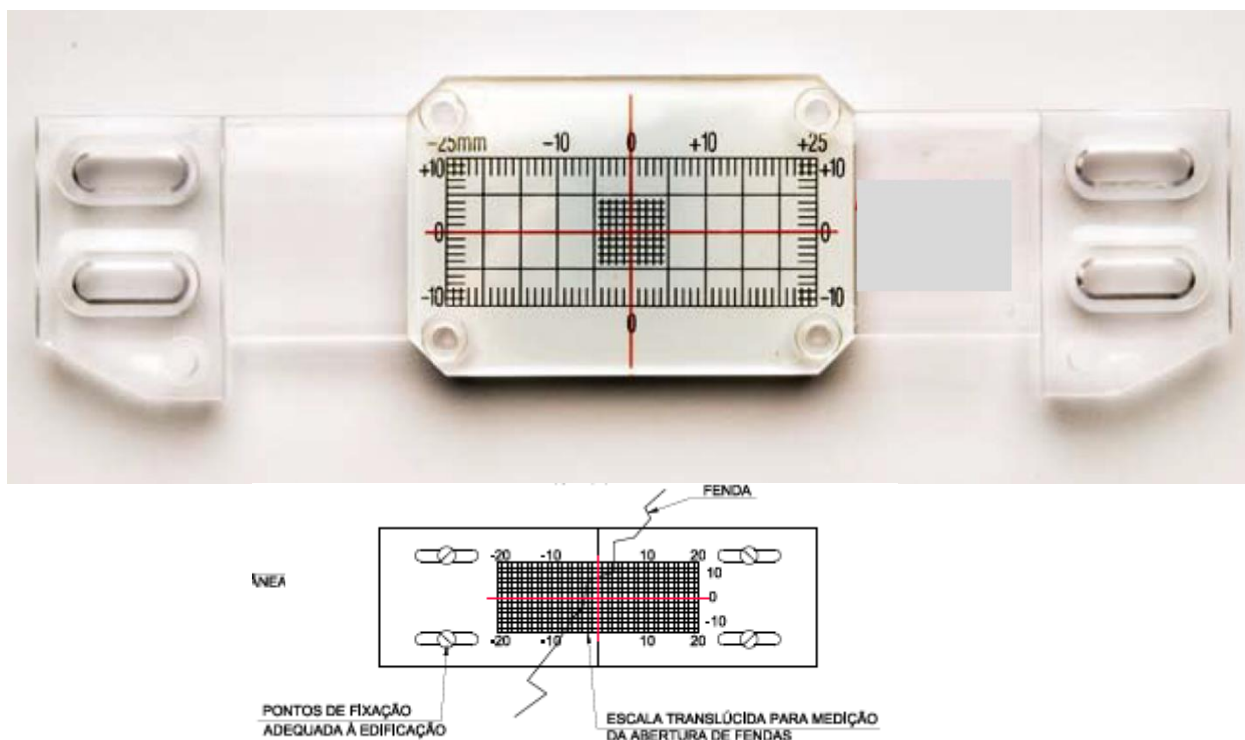 -25mm -10 0 +10 +25
+10 +10
0 0
-10 -10
0
FENDA
-20 -10 10 20
10
0
-10
-20 -10 10 20
PONTOS DE FIXAÇÃO
ADEQUADA À EDIFICAÇÃO
ESCALA TRANSLÚCIDA PARA MEDIÇÃO
DA ABERTURA DE FENDAS